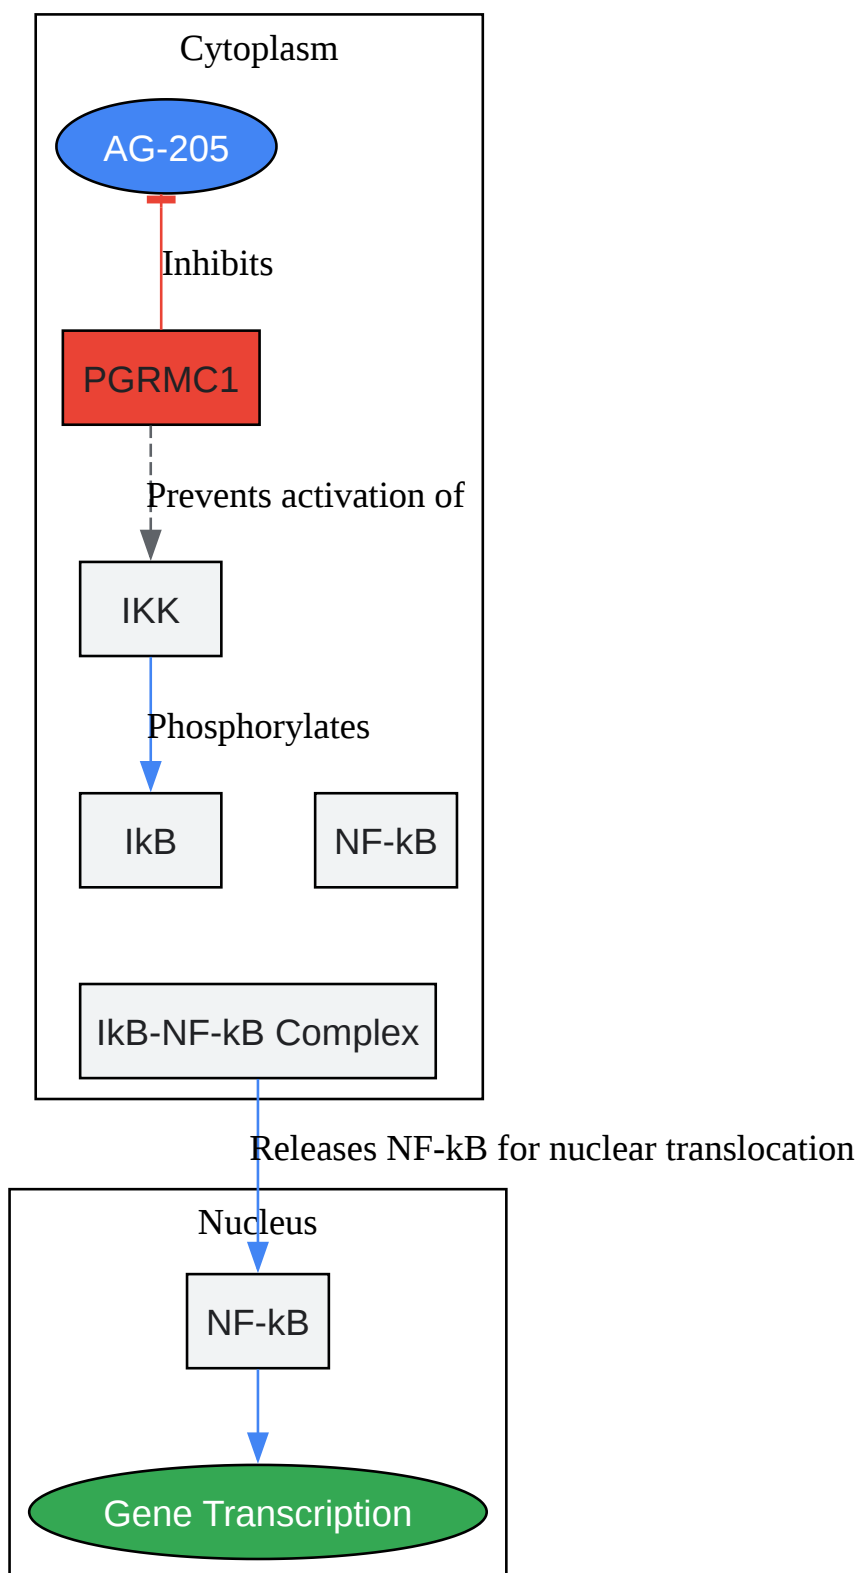 Cytoplasm
AG-205
Inhibits
PGRMC1
Prevents activation of
IKK
Phosphorylates
IkB
NF-kB
IkB-NF-kB Complex
Releases NF-kB for nuclear translocation
Nucleus
NF-kB
Gene Transcription